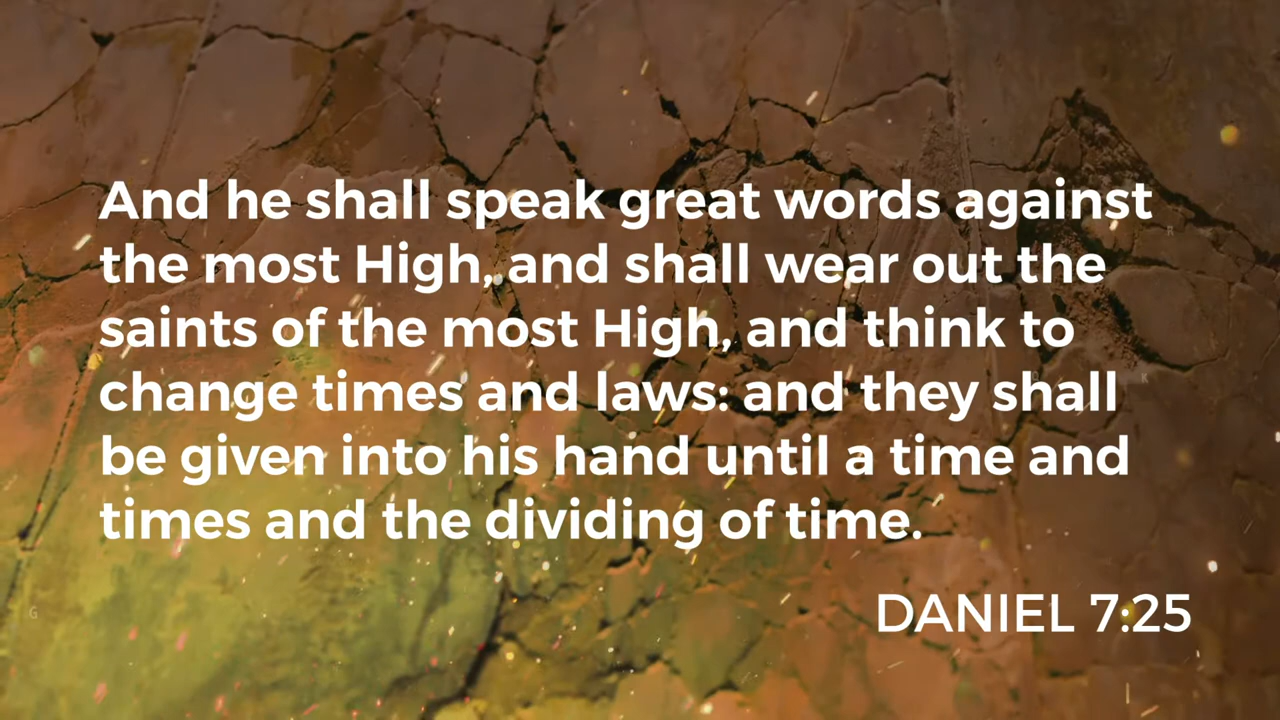 And he shall speak great words against
the most High, and shall wear out the
saints of the most High, and think to
change times and laws: and they shall
be given into his hand until a time and
times and the dividing of time.
DANIEL 7:25
R
K
G